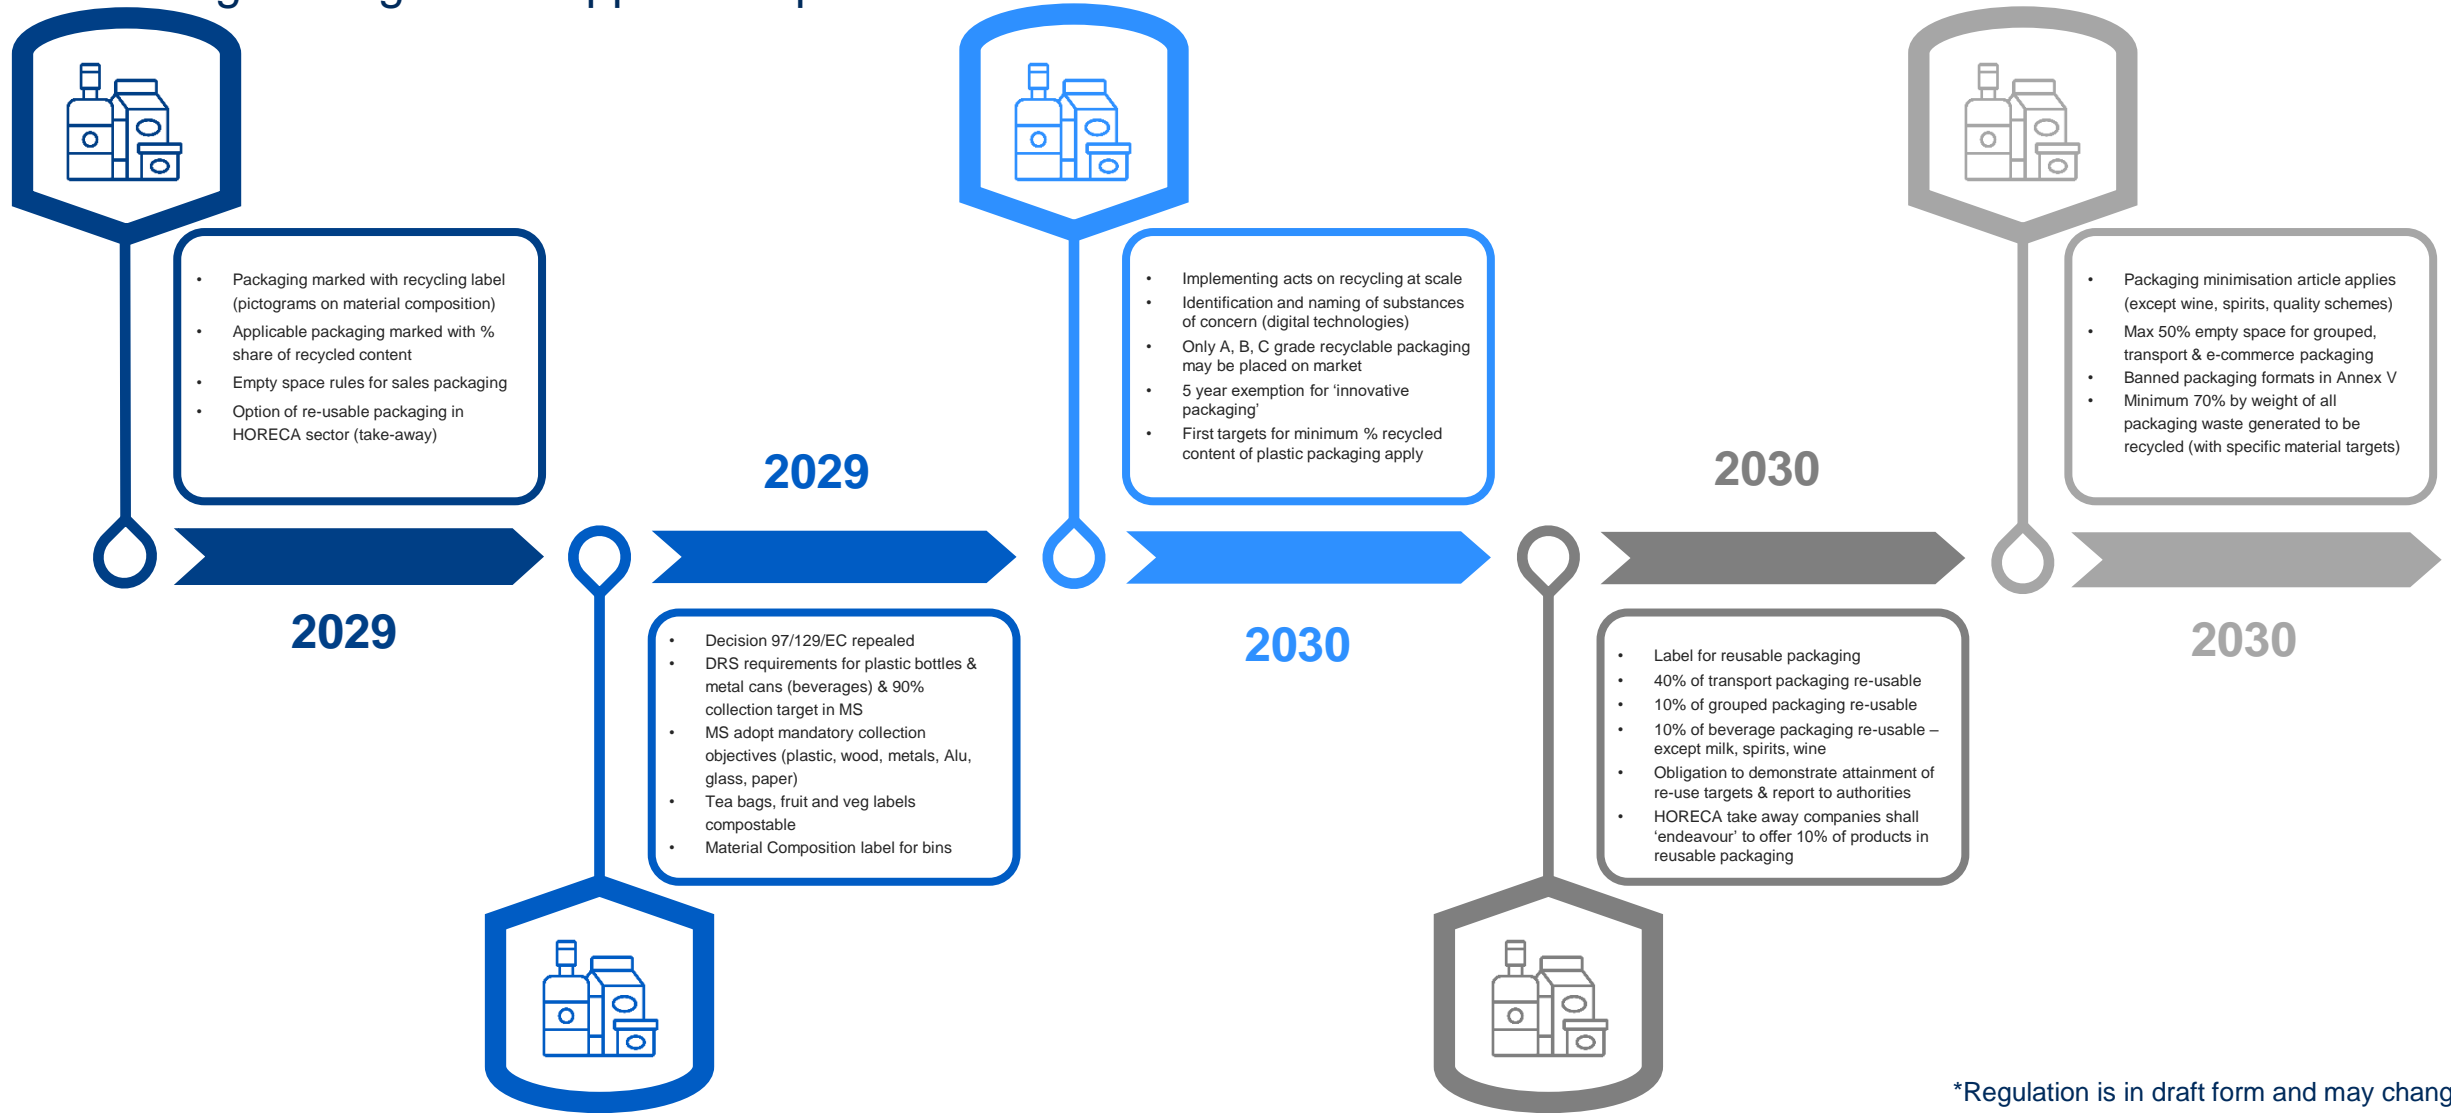 • Packaging marked with recycling label
(pictograms on material composition)
• Applicable packaging marked with %
share of recycled content
• Empty space rules for sales packaging
• Option of re-usable packaging in
HORECA sector (take-away)
2029
2029
• Decision 97/129/EC repealed
• DRS requirements for plastic bottles &
metal cans (beverages) & 90%
collection target in MS
• MS adopt mandatory collection
objectives (plastic, wood, metals, Alu,
glass, paper)
• Tea bags, fruit and veg labels
compostable
• Material Composition label for bins
• Implementing acts on recycling at scale
• Identification and naming of substances
of concern (digital technologies)
• Only A, B, C grade recyclable packaging
may be placed on market
• 5 year exemption for ‘innovative
packaging’
• First targets for minimum % recycled
content of plastic packaging apply
2030
2030
• Label for reusable packaging
• 40% of transport packaging re-usable
• 10% of grouped packaging re-usable
• 10% of beverage packaging re-usable –
except milk, spirits, wine
• Obligation to demonstrate attainment of
re-use targets & report to authorities
• HORECA take away companies shall
‘endeavour’ to offer 10% of products in
reusable packaging
• Packaging minimisation article applies
(except wine, spirits, quality schemes)
• Max 50% empty space for grouped,
transport & e-commerce packaging
• Banned packaging formats in Annex V
• Minimum 70% by weight of all
packaging waste generated to be
recycled (with specific material targets)
2030
*Regulation is in draft form and may chang